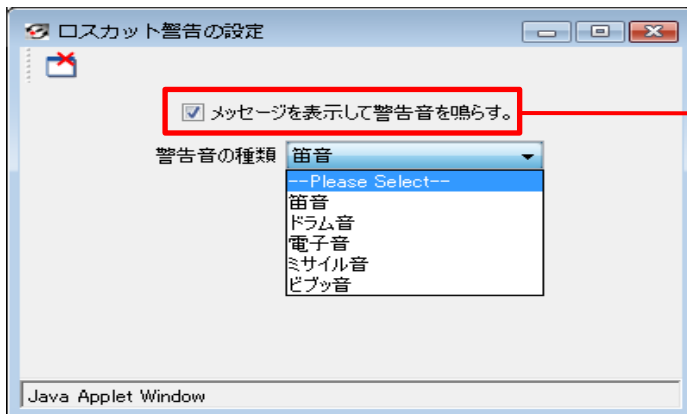 ロスカット警告の設定
メッセージを表示して警告音を鳴らす。
警告音の種類 笛音
--Please Select--
笛音
ドラム音
電子音
ミサイル音
ビブッ音
Java Applet Window